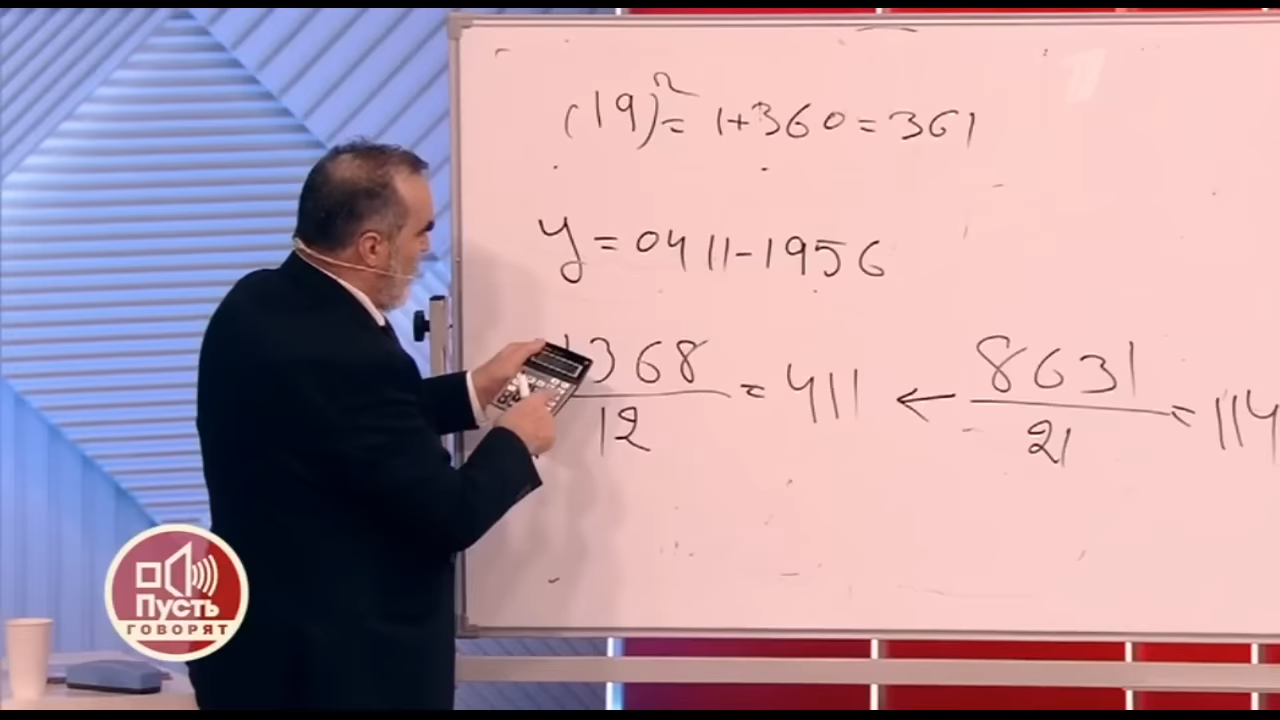 (19)² = 1+360 = 361
y = 0411-1956
1368/12 = 411 ← 8631/21 = 114
Пусть
ГОВОРЯТ